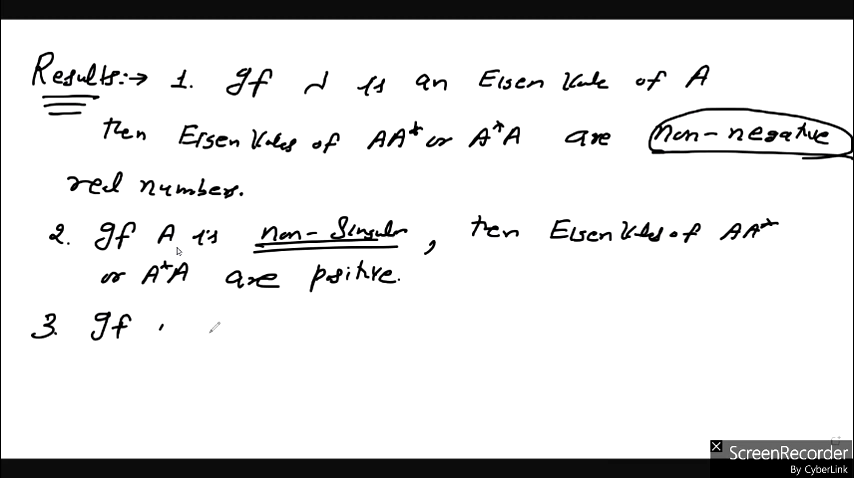 Results:→ 1. If λ is an Eigen Value of A
then Eigen Values of AA* or A*A are non-negative
real numbers.
2. If A is non-Singular, then Eigen Values of AA*
or A*A are positive.
3. If
ScreenRecorder
By CyberLink